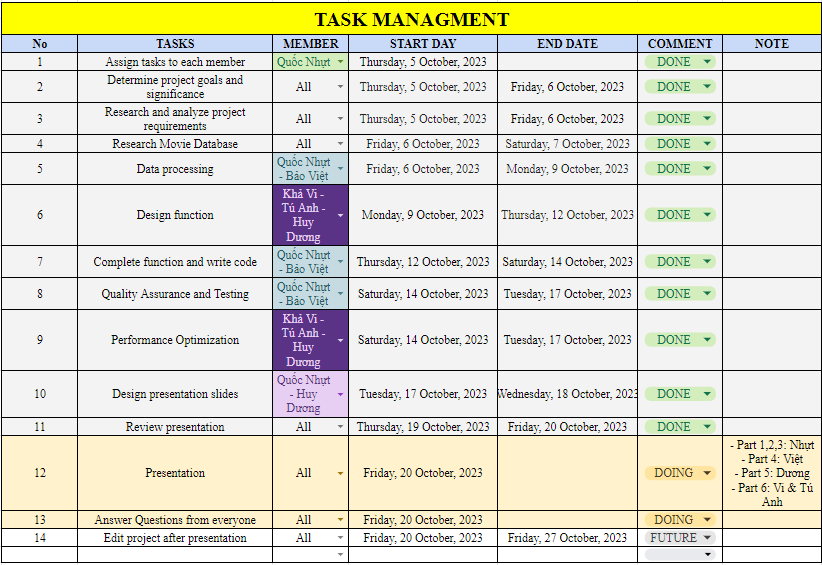 TASK MANAGMENT
No TASKS MEMBER START DAY END DATE COMMENT NOTE
1 Assign tasks to each member Quốc Nhựt Thursday, 5 October, 2023 DONE
2 Determine project goals and
significance All Thursday, 5 October, 2023 Friday, 6 October, 2023 DONE
3 Research and analyze project
requirements All Thursday, 5 October, 2023 Friday, 6 October, 2023 DONE
4 Research Movie Database All Friday, 6 October, 2023 Saturday, 7 October, 2023 DONE
5 Data processing Quốc Nhựt
- Bảo Việt Friday, 6 October, 2023 Monday, 9 October, 2023 DONE
6 Design function Khả Vi -
Tú Anh -
Huy
Dương Monday, 9 October, 2023 Thursday, 12 October, 2023 DONE
7 Complete function and write code Quốc Nhựt
- Bảo Việt Thursday, 12 October, 2023 Saturday, 14 October, 2023 DONE
8 Quality Assurance and Testing Quốc Nhựt
- Bảo Việt Saturday, 14 October, 2023 Tuesday, 17 October, 2023 DONE
9 Performance Optimization Khả Vi -
Tú Anh -
Huy
Dương Saturday, 14 October, 2023 Tuesday, 17 October, 2023 DONE
10 Design presentation slides Quốc Nhựt
- Huy
Dương Tuesday, 17 October, 2023 Wednesday, 18 October, 2023 DONE
11 Review presentation All Thursday, 19 October, 2023 Friday, 20 October, 2023 DONE
12 Presentation All Friday, 20 October, 2023 DOING - Part 1,2,3: Nhựt
- Part 4: Việt
- Part 5: Dương
- Part 6: Vi & Tú
Anh
13 Answer Questions from everyone All Friday, 20 October, 2023 DOING
14 Edit project after presentation All Friday, 20 October, 2023 Friday, 27 October, 2023 FUTURE